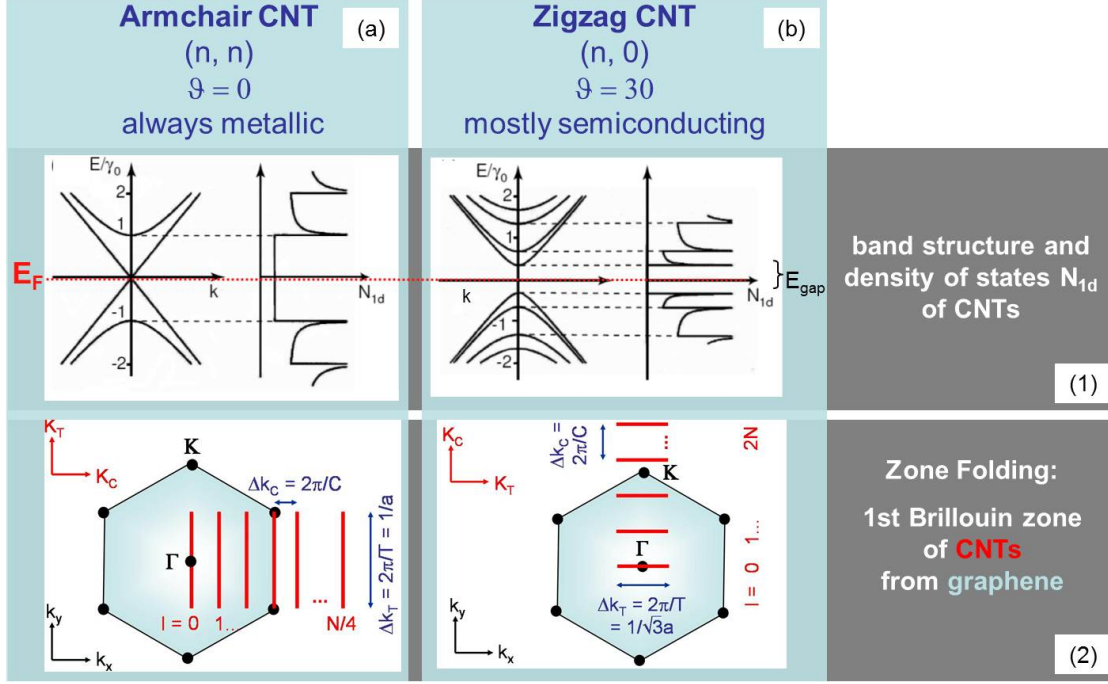 Armchair CNT
(a)
(n, n)
ϑ = 0
always metallic
Zigzag CNT
(b)
(n, 0)
ϑ = 30
mostly semiconducting
E/γ₀
2
1
-1
-2
k
N₁d
E_F
E/γ₀
2
1
-1
-2
k
N₁d
E_gap
band structure and
density of states N₁d
of CNTs
(1)
K_T
K_C
K
Δk_C = 2π/C
Γ
Δk_T = 2π/T = 1/a
l = 0 1...
...
N/4
k_y
k_x
K_C
K_T
Δk_C =
2π/C
...
2N
K
Γ
l = 0 1...
Δk_T = 2π/T
= 1/√3a
k_y
k_x
Zone Folding:
1st Brillouin zone
of CNTs
from graphene
(2)